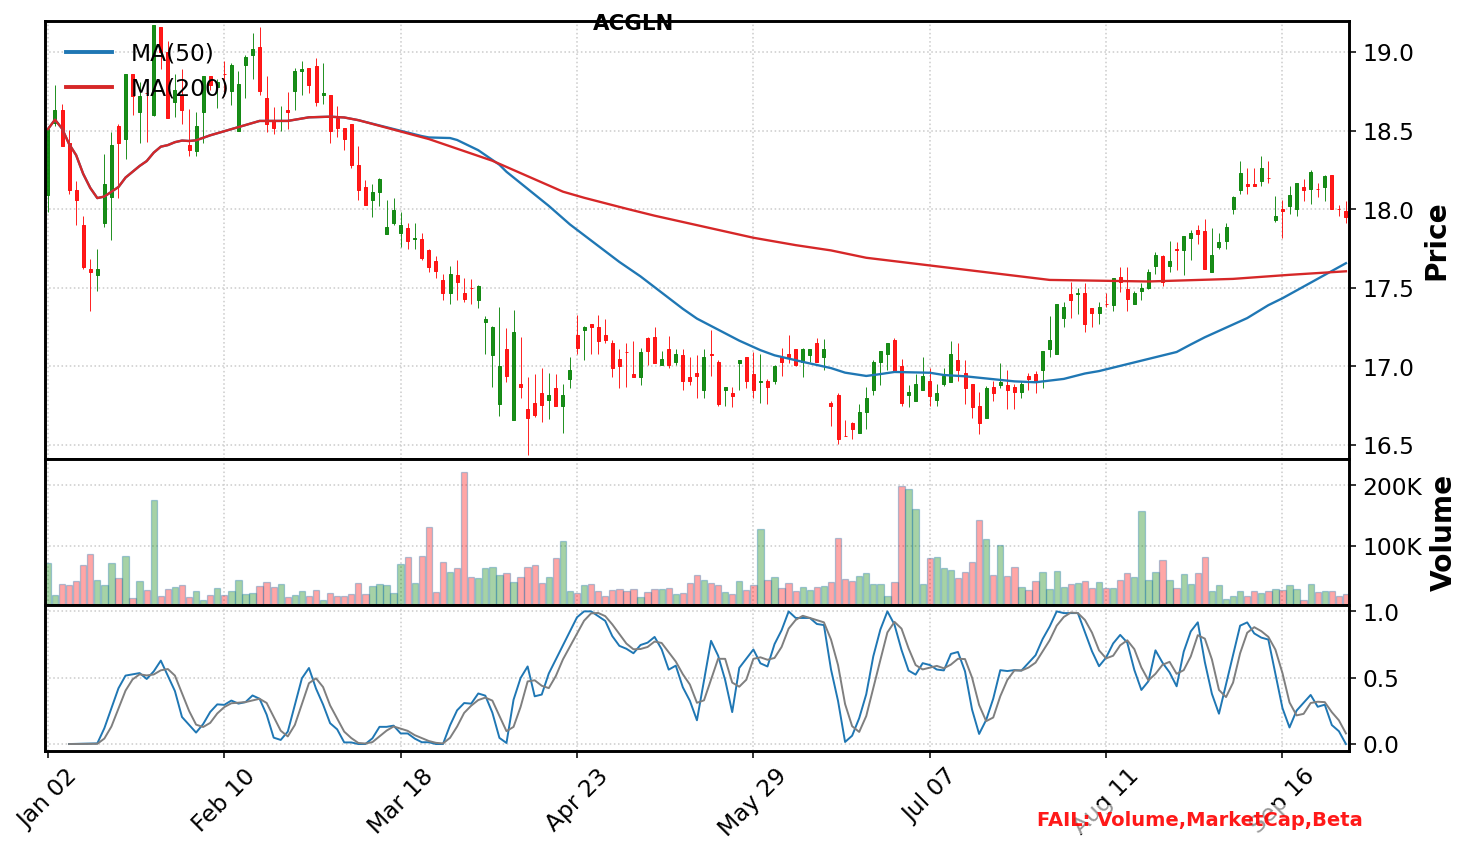 ACGLN
MA(50)
MA(200)
19.0
18.5
18.0
17.5
17.0
16.5
Price
200K
100K
Volume
1.0
0.5
0.0
Jan 02
Feb 10
Mar 18
Apr 23
May 29
Jul 07
Aug 11
Sep 16
FAIL: Volume,MarketCap,Beta